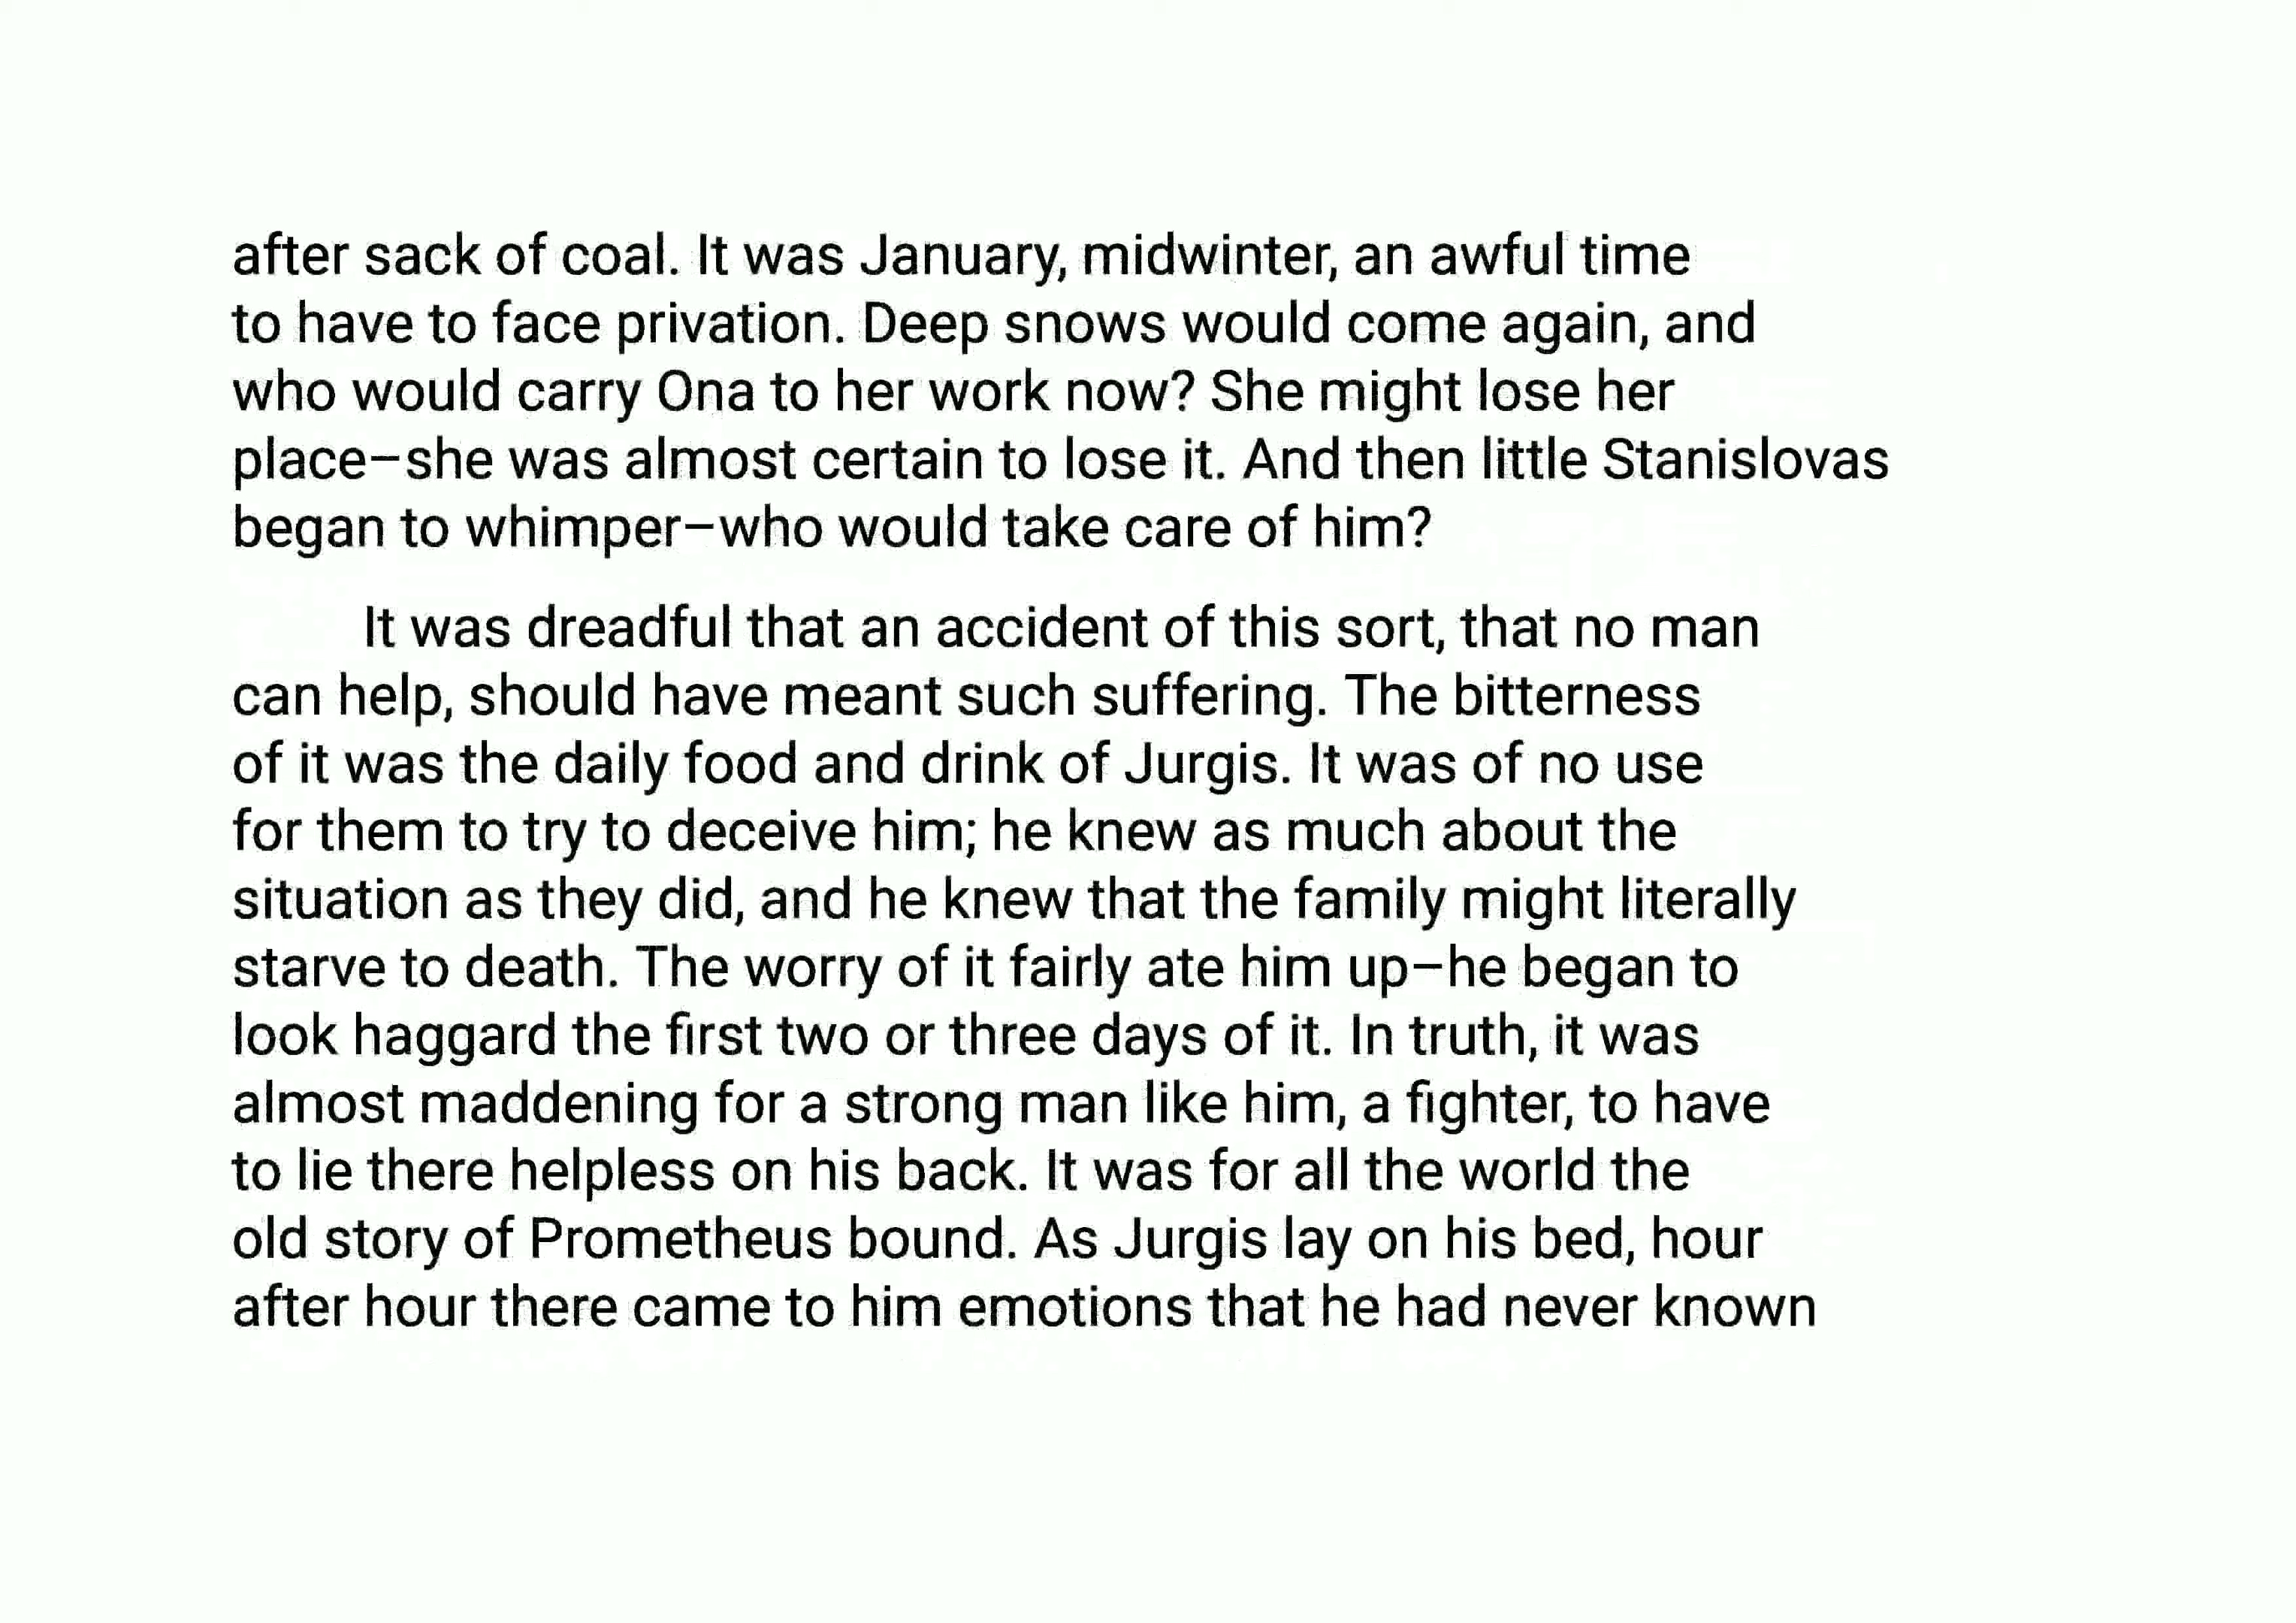 after sack of coal. It was January, midwinter, an awful time
to have to face privation. Deep snows would come again, and
who would carry Ona to her work now? She might lose her
place–she was almost certain to lose it. And then little Stanislovas
began to whimper–who would take care of him?
It was dreadful that an accident of this sort, that no man
can help, should have meant such suffering. The bitterness
of it was the daily food and drink of Jurgis. It was of no use
for them to try to deceive him; he knew as much about the
situation as they did, and he knew that the family might literally
starve to death. The worry of it fairly ate him up–he began to
look haggard the first two or three days of it. In truth, it was
almost maddening for a strong man like him, a fighter, to have
to lie there helpless on his back. It was for all the world the
old story of Prometheus bound. As Jurgis lay on his bed, hour
after hour there came to him emotions that he had never known